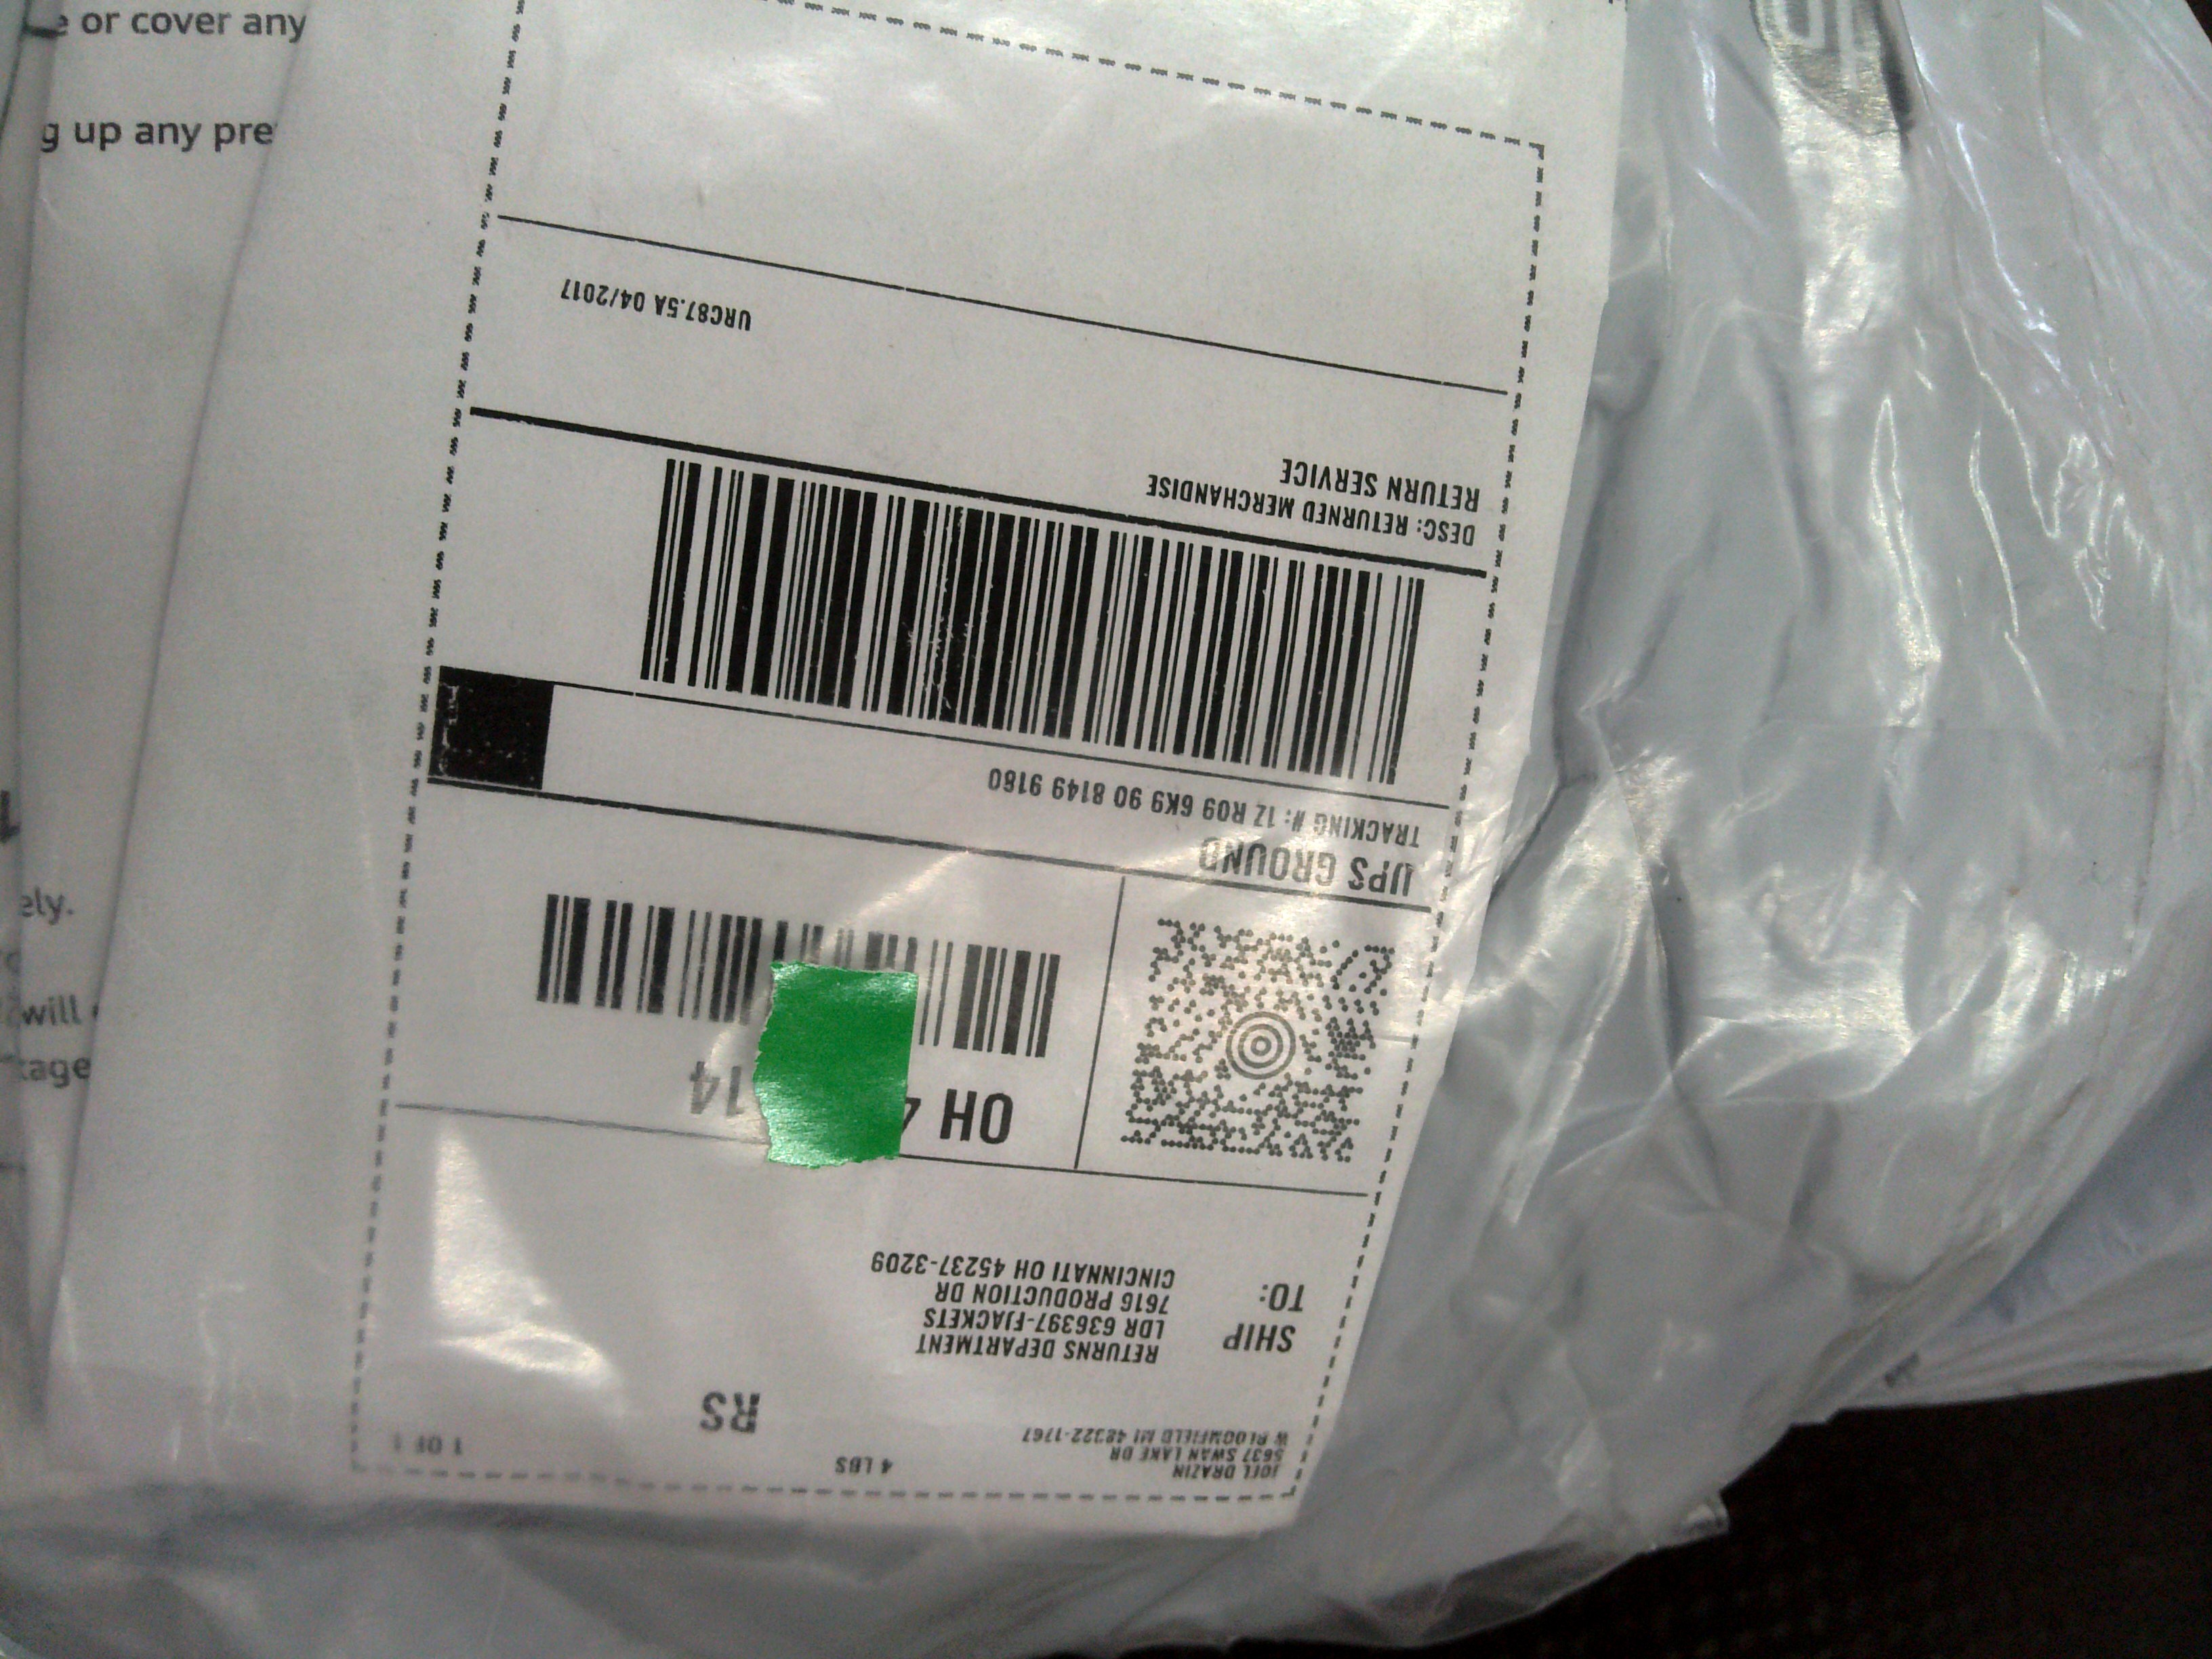 JOEL DRAZIN
5637 SWAN LAKE DR
W BLOOMFIELD MI 48322-1767
4 LBS
1 OF 1
RS
SHIP
TO:
RETURNS DEPARTMENT
LDR 636397-FJACKETS
7616 PRODUCTION DR
CINCINNATI OH 45237-3209
OH 4
14
UPS GROUND
TRACKING #: 1Z R09 6K9 90 8149 9160
DESC: RETURNED MERCHANDISE
RETURN SERVICE
URC87.5A 04/2017
or cover any
g up any pre
ely.
will